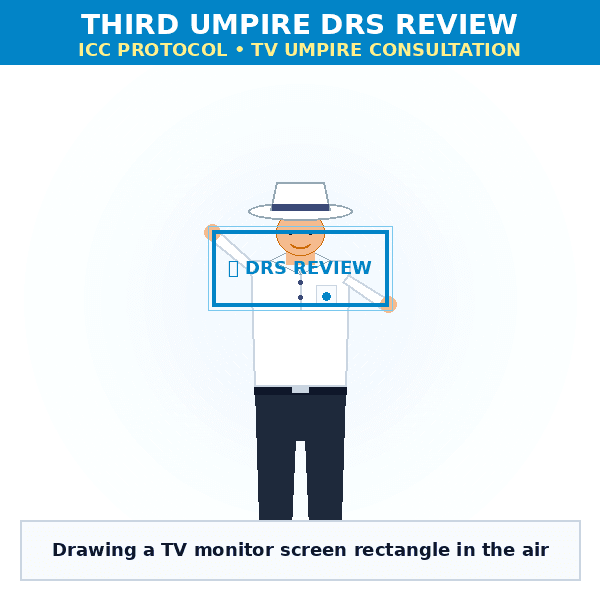 THIRD UMPIRE DRS REVIEW
ICC PROTOCOL • TV UMPIRE CONSULTATION
DRS REVIEW
Drawing a TV monitor screen rectangle in the air